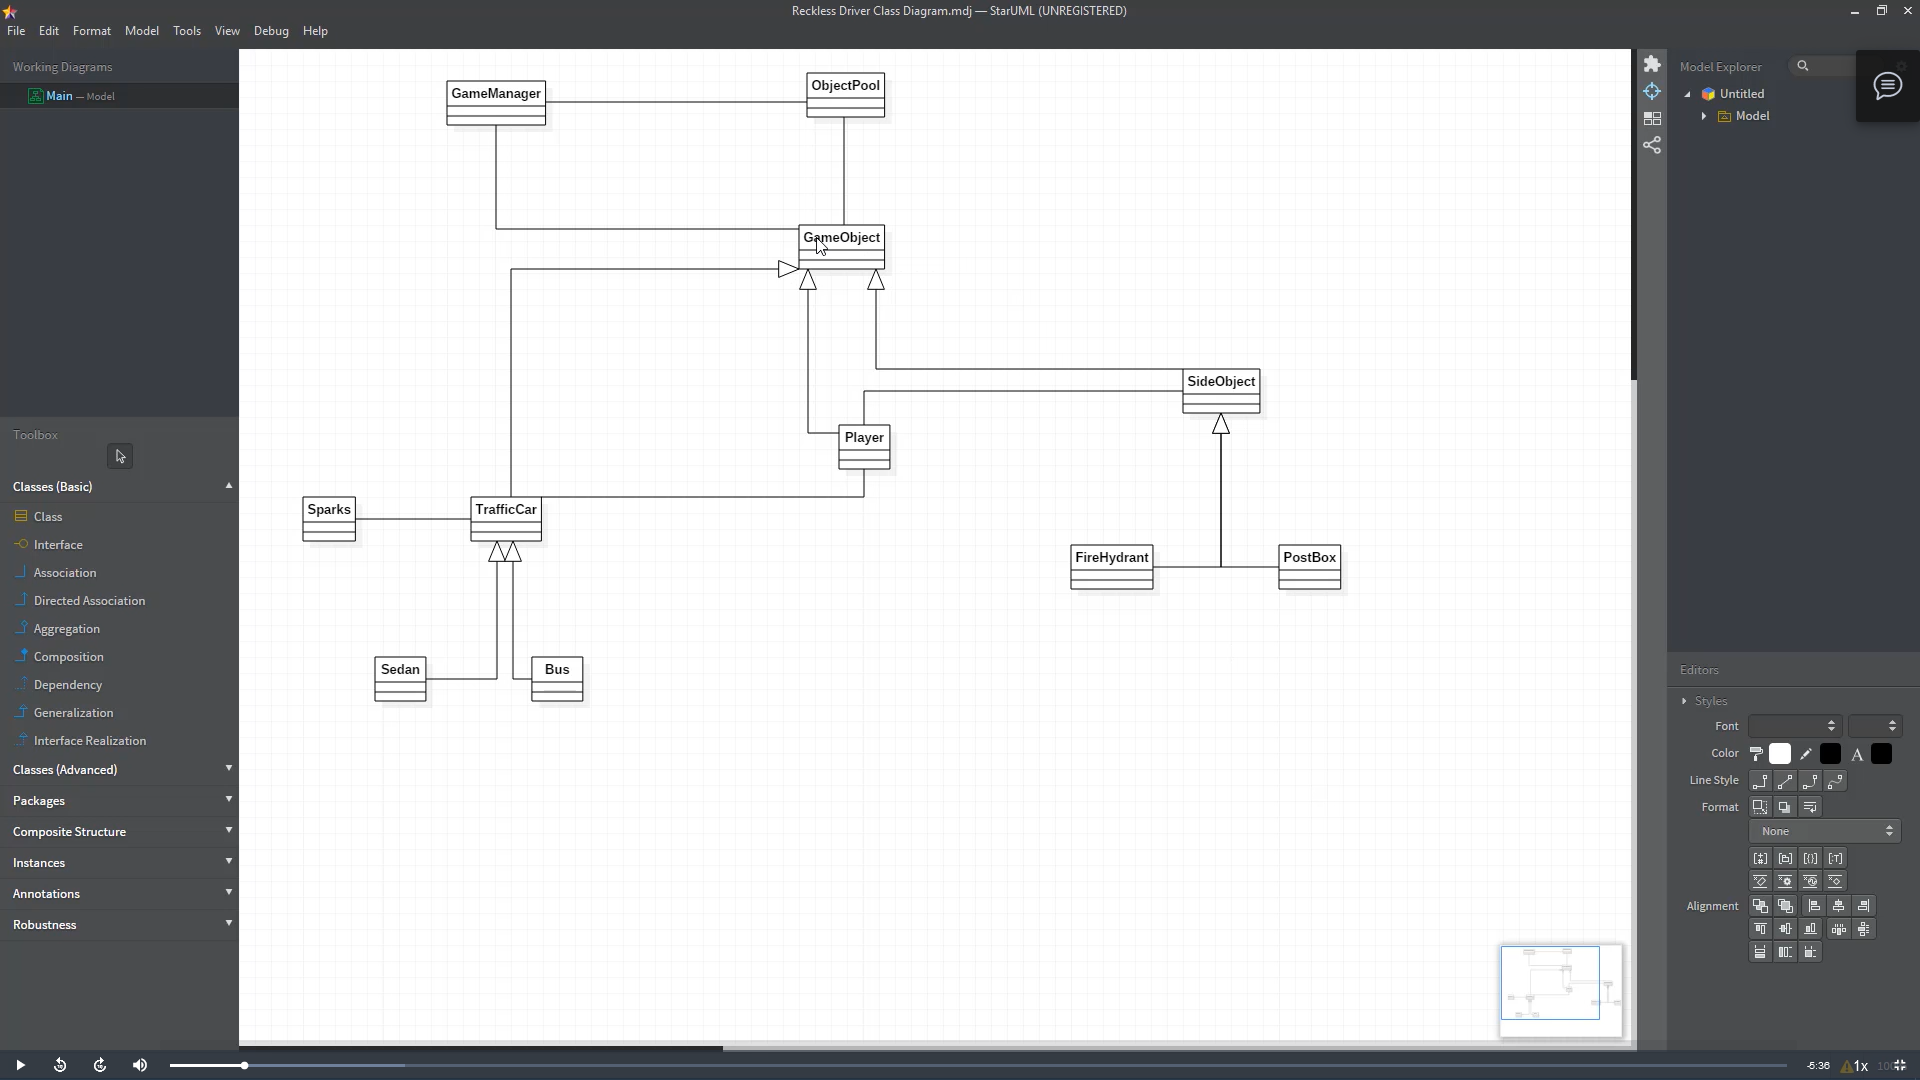 Reckless Driver Class Diagram.mdj — StarUML (UNREGISTERED)
File Edit Format Model Tools View Debug Help
Working Diagrams
Main — Model
Toolbox
Classes (Basic)
Class
Interface
Association
Directed Association
Aggregation
Composition
Dependency
Generalization
Interface Realization
Classes (Advanced)
Packages
Composite Structure
Instances
Annotations
Robustness
GameManager
ObjectPool
GameObject
SideObject
Player
Sparks
TrafficCar
FireHydrant
PostBox
Sedan
Bus
Model Explorer
Untitled
Model
Editors
Styles
Font
Color
A
Line Style
Format
None
Alignment
-5:36
1x